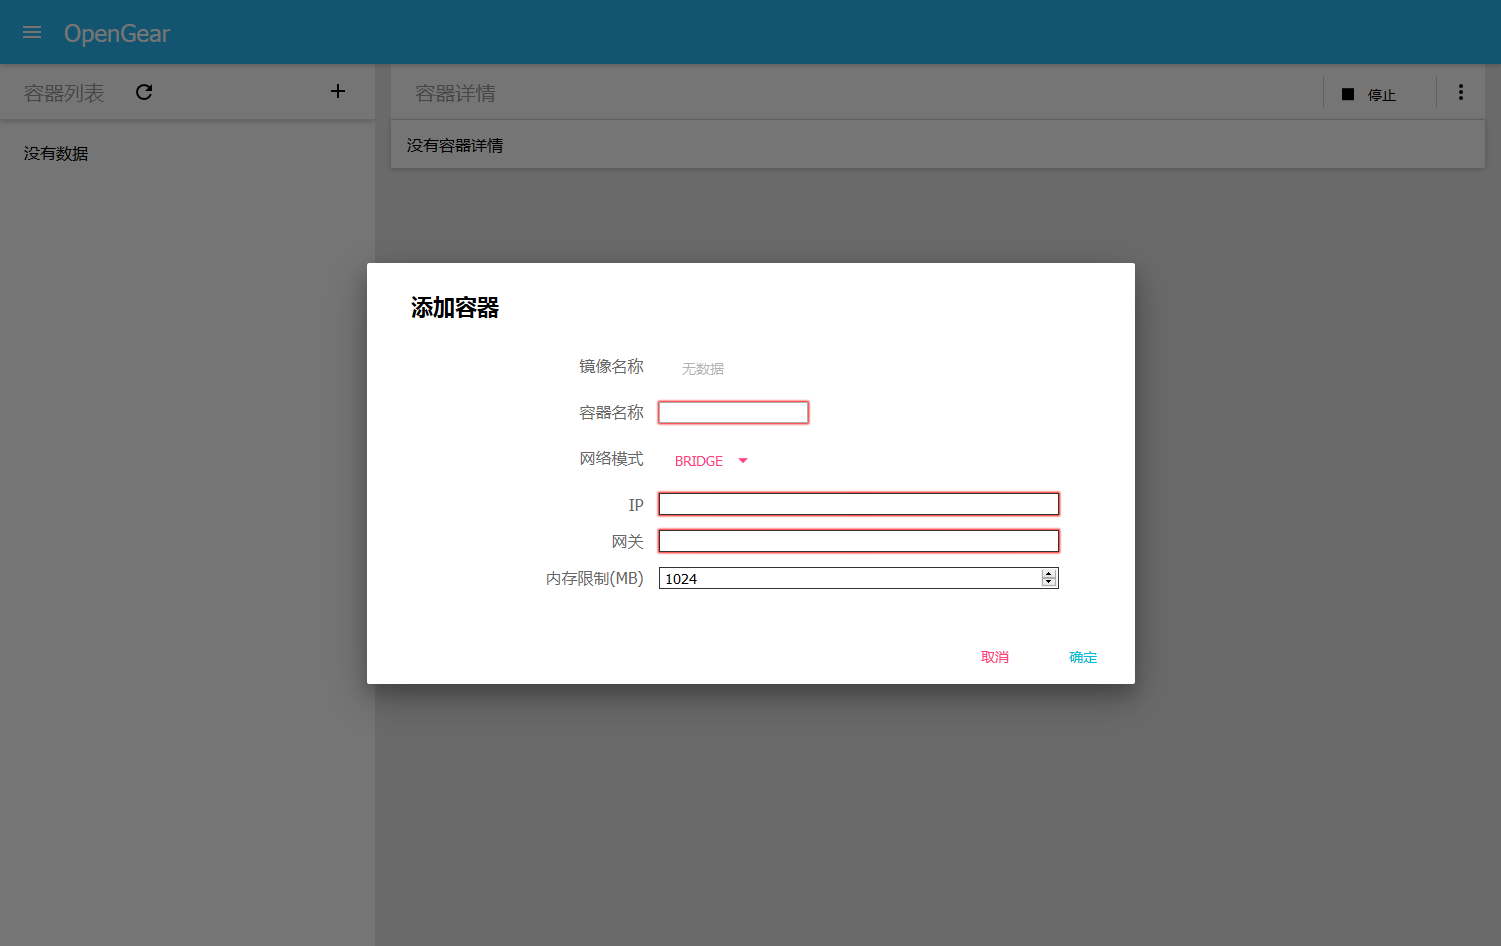 OpenGear
容器列表
容器详情
停止
没有数据
没有容器详情
添加容器
镜像名称 无数据
容器名称
网络模式 BRIDGE
IP
网关
内存限制(MB) 1024
取消 确定